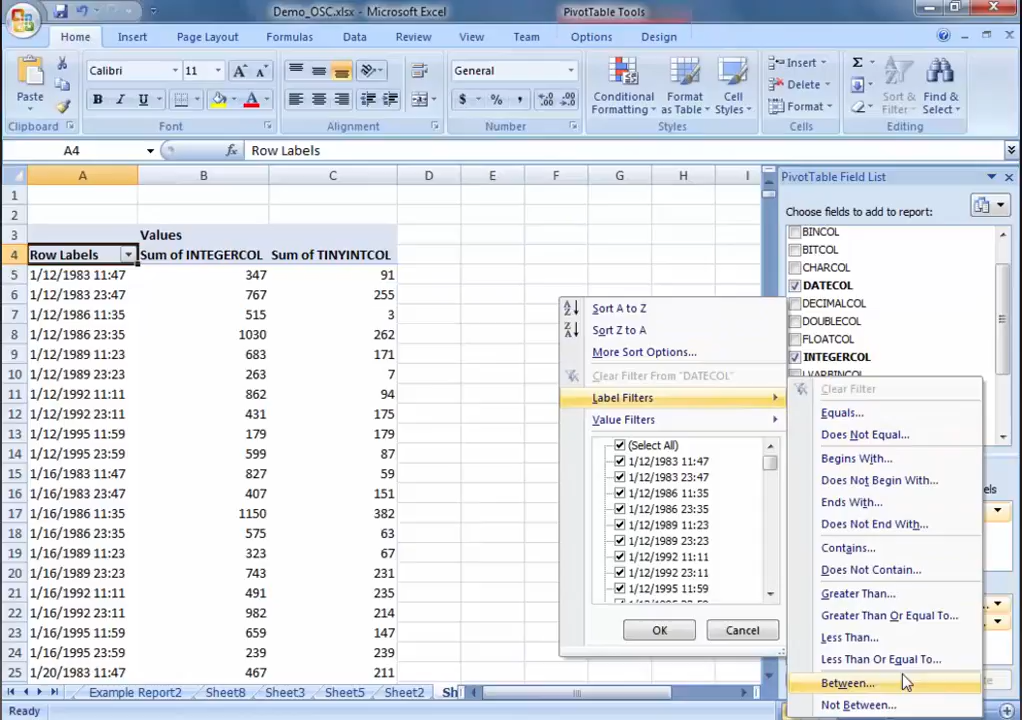 Demo_OSC.xlsx - Microsoft Excel
PivotTable Tools
Home Insert Page Layout Formulas Data Review View Team Options Design
Calibri 11 General
Insert
Delete
Format
Paste Conditional Formatting Format as Table Cell Styles Sort & Filter Find & Select
B I U A $ % ,
Clipboard Font Alignment Number Styles Cells Editing
A4 fx Row Labels
A B C D E F G H I
PivotTable Field List
Choose fields to add to report:
BINCOL
BITCOL
CHARCOL
DATECOL
DECIMALCOL
DOUBLECOL
FLOATCOL
INTEGERCOL
1
2
3 Values
4 Row Labels Sum of INTEGERCOL Sum of TINYINTCOL
5 1/12/1983 11:47 347 91
6 1/12/1983 23:47 767 255
7 1/12/1986 11:35 515 3
8 1/12/1986 23:35 1030 262
9 1/12/1989 11:23 683 171
10 1/12/1989 23:23 263 7
11 1/12/1992 11:11 862 94
12 1/12/1992 23:11 431 175
13 1/12/1995 11:59 179 179
14 1/12/1995 23:59 599 87
15 1/16/1983 11:47 827 59
16 1/16/1983 23:47 407 151
17 1/16/1986 11:35 1150 382
18 1/16/1986 23:35 575 63
19 1/16/1989 11:23 323 67
20 1/16/1989 23:23 743 231
21 1/16/1992 11:11 491 235
22 1/16/1992 23:11 982 214
23 1/16/1995 11:59 659 147
24 1/16/1995 23:59 239 239
25 1/20/1983 11:47 467 211
Sort A to Z
Sort Z to A
More Sort Options...
Clear Filter From "DATECOL"
Label Filters
Value Filters
(Select All)
1/12/1983 11:47
1/12/1983 23:47
1/12/1986 11:35
1/12/1986 23:35
1/12/1989 11:23
1/12/1989 23:23
1/12/1992 11:11
1/12/1992 23:11
1/12/1995 11:59
OK Cancel
Clear Filter
Equals...
Does Not Equal...
Begins With...
Does Not Begin With...
Ends With...
Does Not End With...
Contains...
Does Not Contain...
Greater Than...
Greater Than Or Equal To...
Less Than...
Less Than Or Equal To...
Between...
Not Between...
Example Report2 Sheet8 Sheet3 Sheet5 Sheet2 Sh
Ready